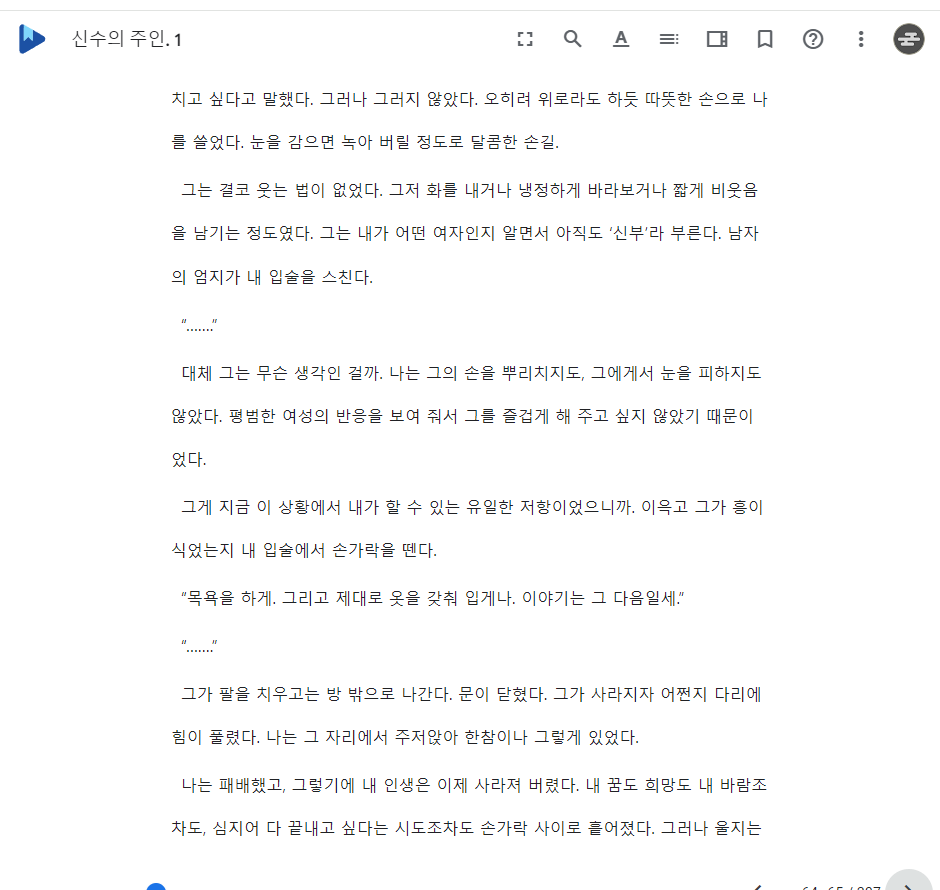 신수의 주인. 1
치고 싶다고 말했다. 그러나 그러지 않았다. 오히려 위로라도 하듯 따뜻한 손으로 나
를 쓸었다. 눈을 감으면 녹아 버릴 정도로 달콤한 손길.
그는 결코 웃는 법이 없었다. 그저 화를 내거나 냉정하게 바라보거나 짧게 비웃음
을 남기는 정도였다. 그는 내가 어떤 여자인지 알면서 아직도 ‘신부’라 부른다. 남자
의 엄지가 내 입술을 스친다.
“…….”
대체 그는 무슨 생각인 걸까. 나는 그의 손을 뿌리치지도, 그에게서 눈을 피하지도
않았다. 평범한 여성의 반응을 보여 줘서 그를 즐겁게 해 주고 싶지 않았기 때문이
었다.
그게 지금 이 상황에서 내가 할 수 있는 유일한 저항이었으니까. 이윽고 그가 흥이
식었는지 내 입술에서 손가락을 뗀다.
“목욕을 하게. 그리고 제대로 옷을 갖춰 입게나. 이야기는 그 다음일세.”
“…….”
그가 팔을 치우고는 방 밖으로 나간다. 문이 닫혔다. 그가 사라지자 어쩐지 다리에
힘이 풀렸다. 나는 그 자리에서 주저앉아 한참이나 그렇게 있었다.
나는 패배했고, 그렇기에 내 인생은 이제 사라져 버렸다. 내 꿈도 희망도 내 바람조
차도, 심지어 다 끝내고 싶다는 시도조차도 손가락 사이로 흩어졌다. 그러나 울지는